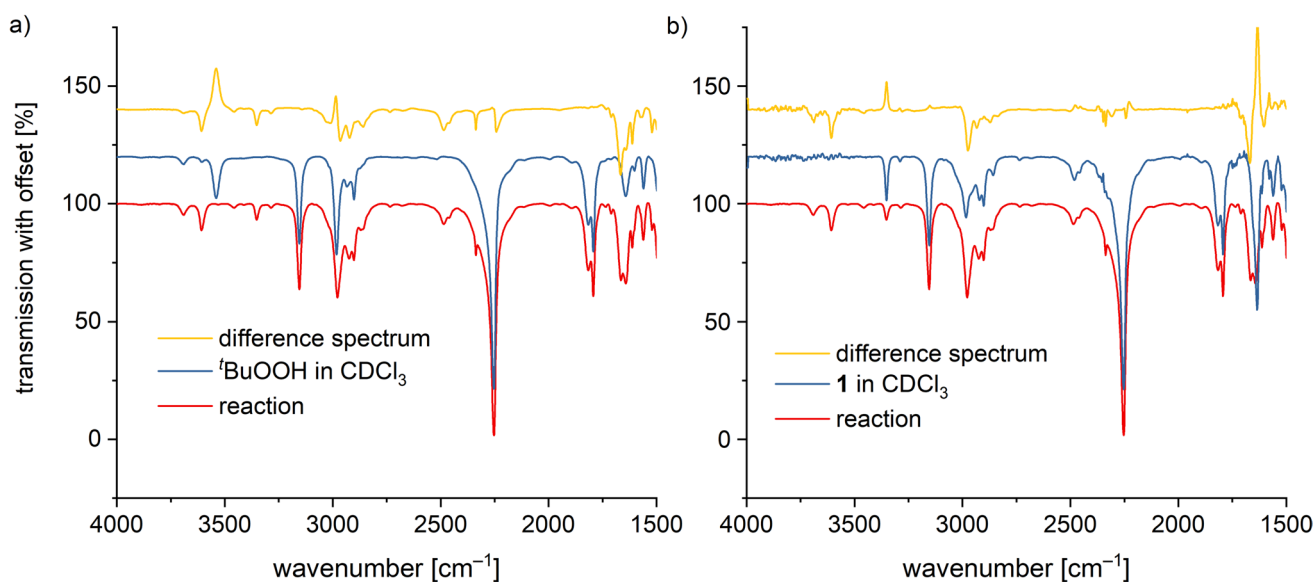 a)
transmission with offset [%]
150
100
50
0
difference spectrum
ᵗBuOOH in CDCl₃
reaction
4000 3500 3000 2500 2000 1500
wavenumber [cm⁻¹]
b)
150
100
50
0
difference spectrum
1 in CDCl₃
reaction
4000 3500 3000 2500 2000 1500
wavenumber [cm⁻¹]